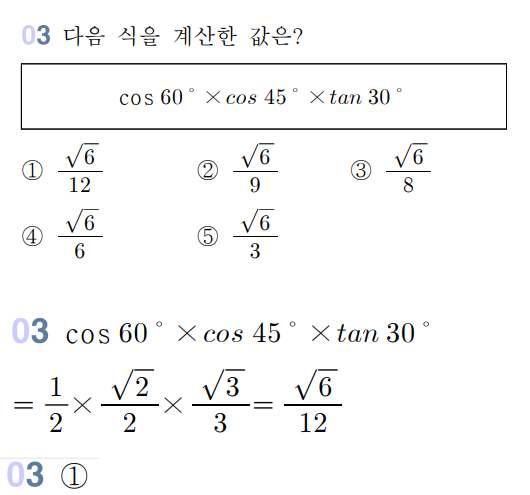 03 다음 식을 계산한 값은?
cos 60° × cos 45° × tan 30°
① √6/12 ② √6/9 ③ √6/8
④ √6/6 ⑤ √6/3
03 cos 60° × cos 45° × tan 30°
= 1/2 × √2/2 × √3/3 = √6/12
03 ①